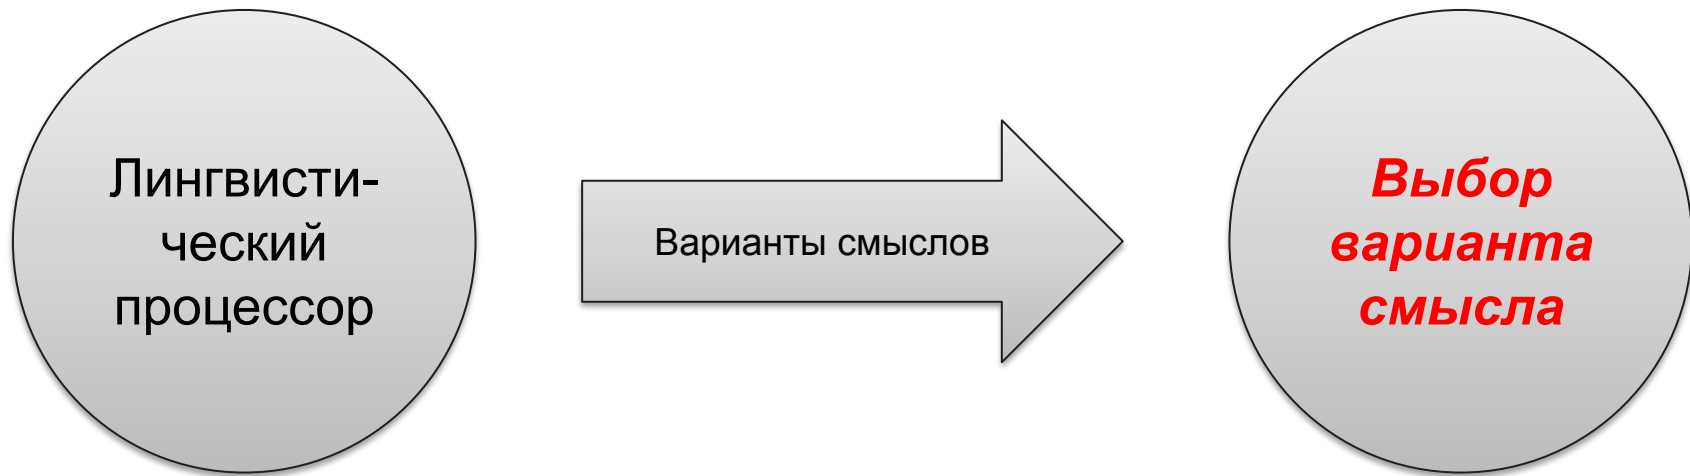 Лингвисти-
ческий
процессор
Варианты смыслов
Выбор
варианта
смысла